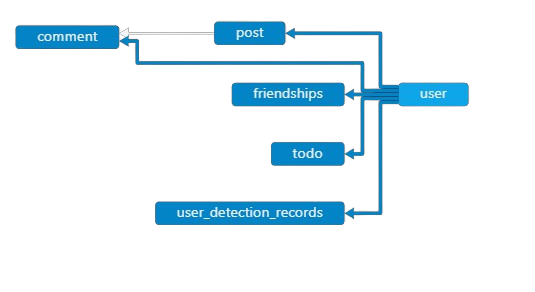 comment
post
friendships
user
todo
user_detection_records